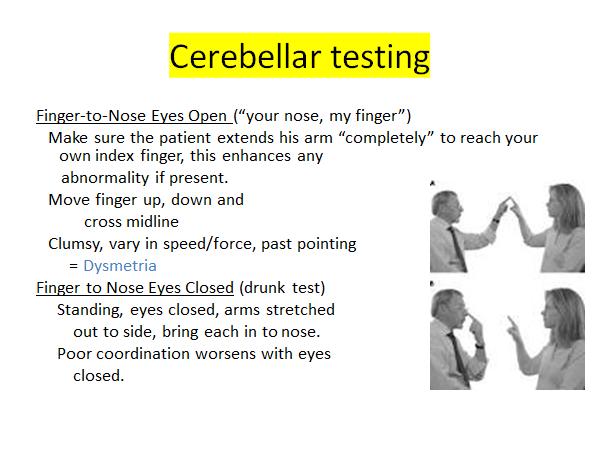 Cerebellar testing
Finger-to-Nose Eyes Open (“your nose, my finger”)
Make sure the patient extends his arm “completely” to reach your
own index finger, this enhances any
abnormality if present.
Move finger up, down and
cross midline
Clumsy, vary in speed/force, past pointing
= Dysmetria
Finger to Nose Eyes Closed (drunk test)
Standing, eyes closed, arms stretched
out to side, bring each in to nose.
Poor coordination worsens with eyes
closed.
A